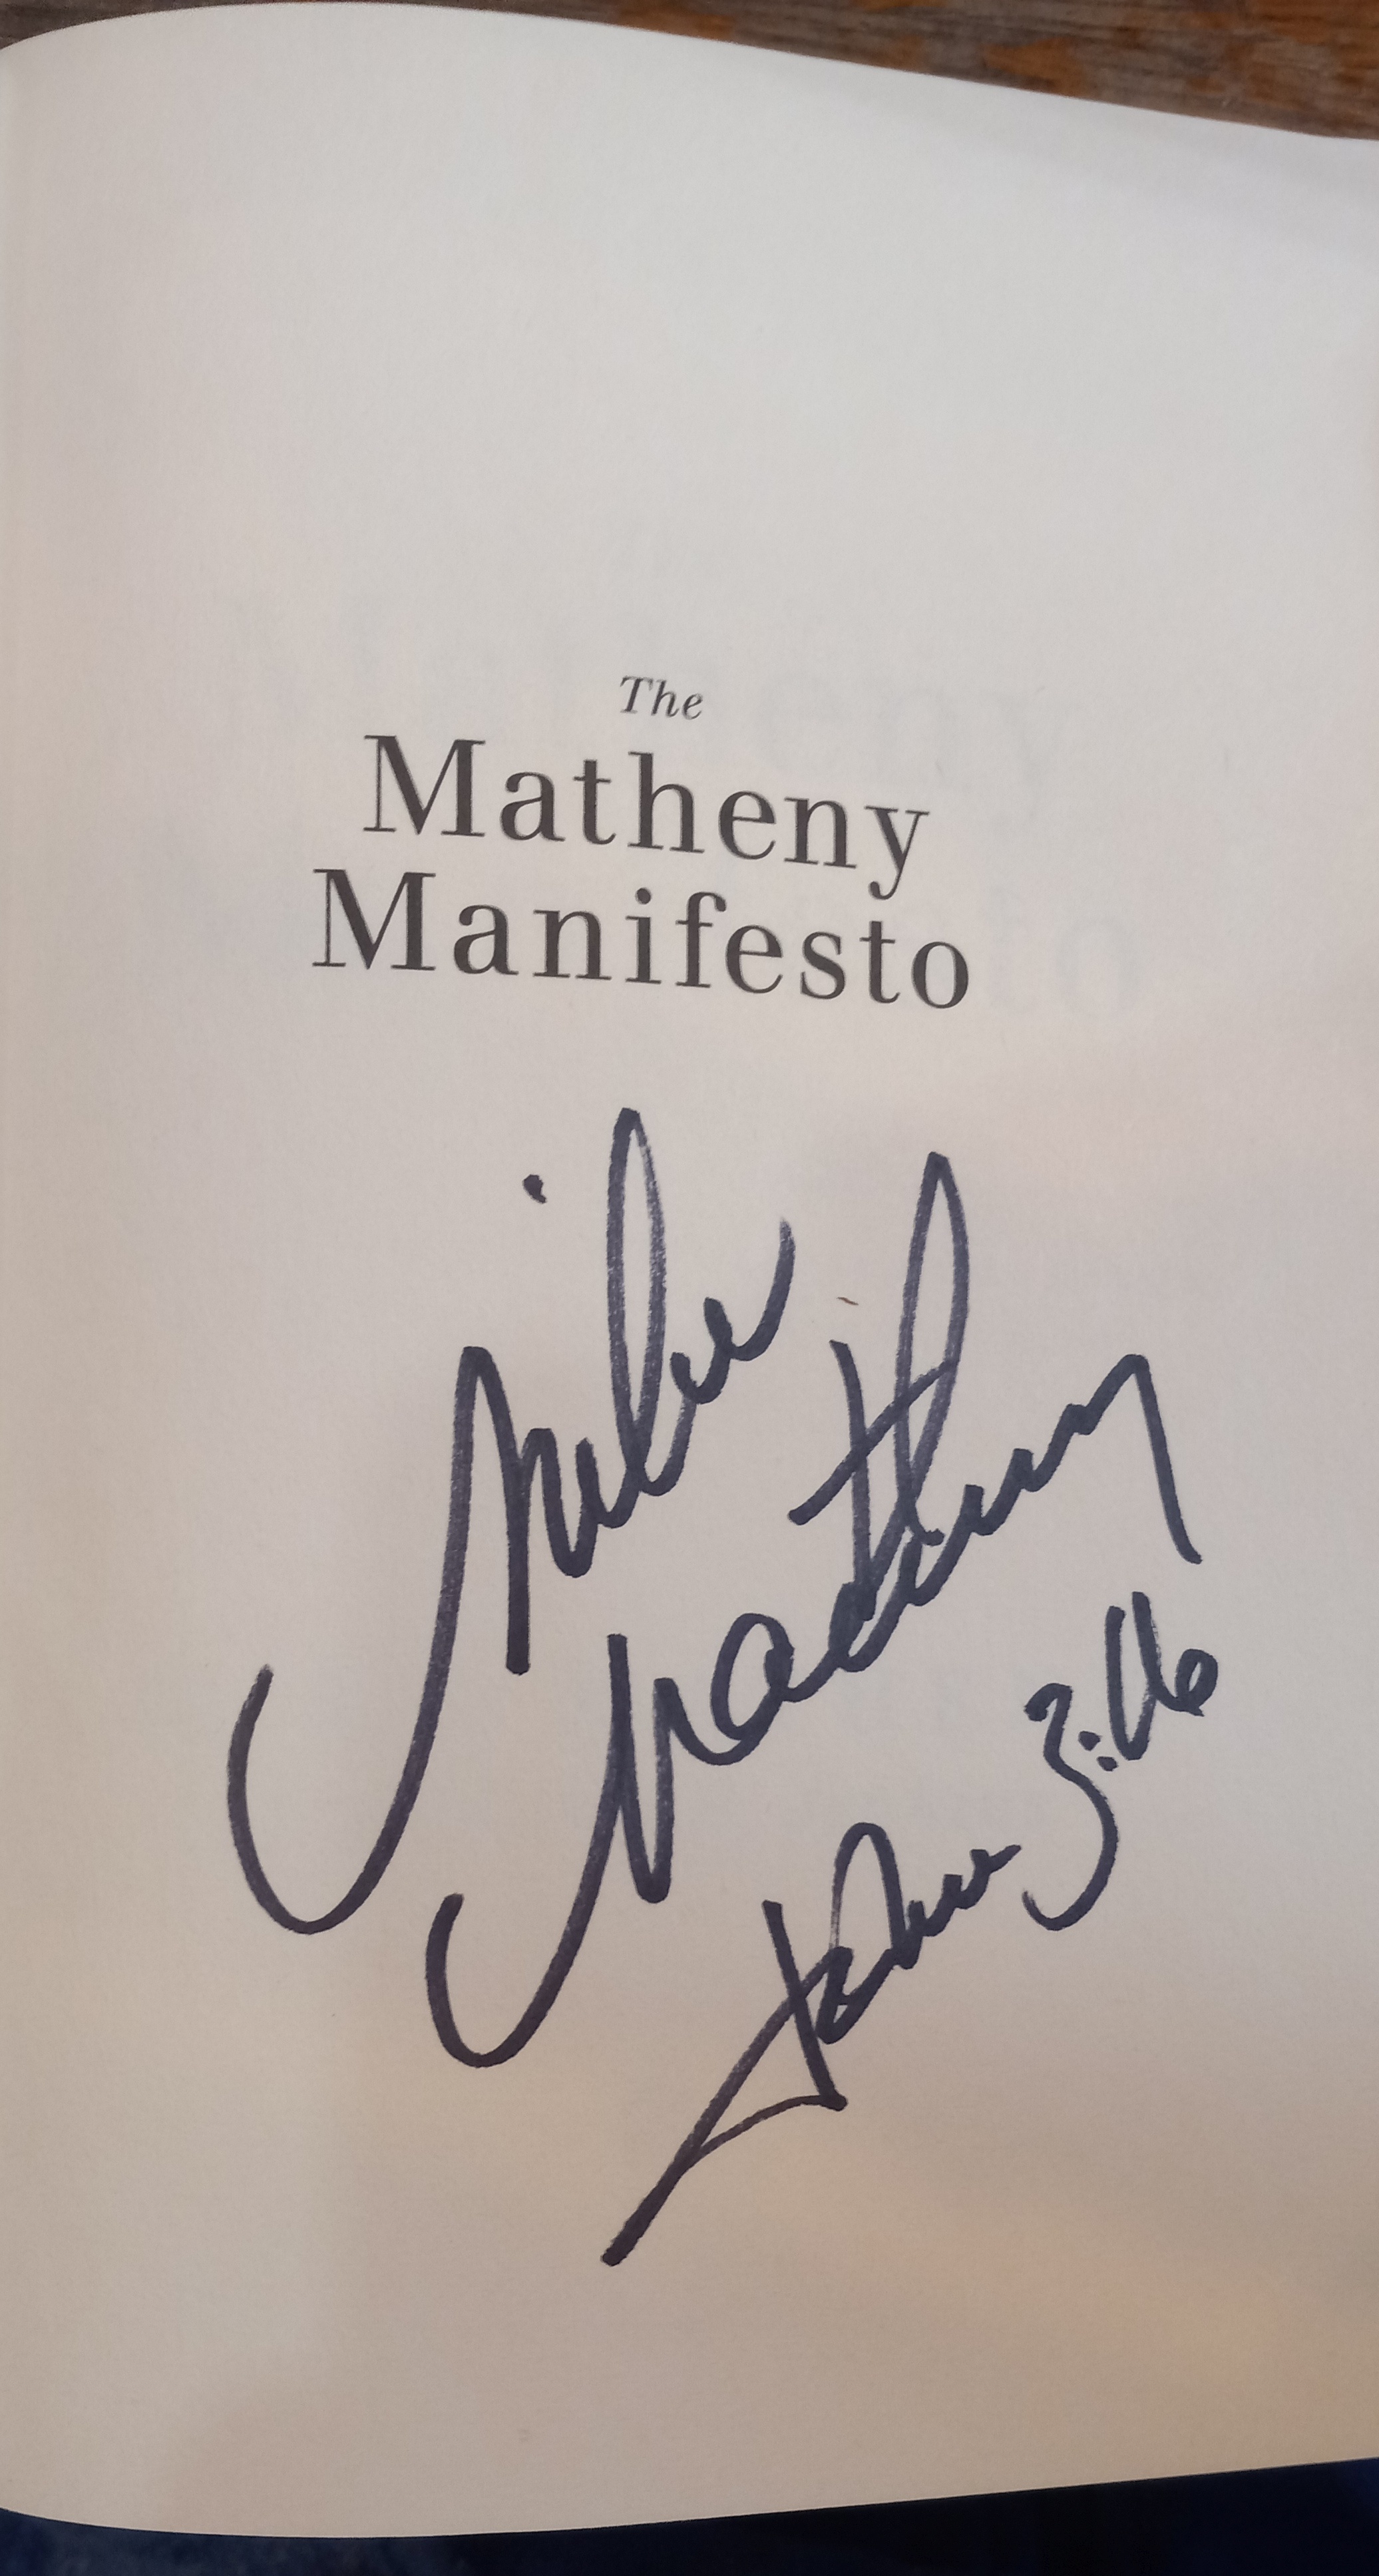 The
Matheny
Manifesto
Mike
Matheny
John 3:16